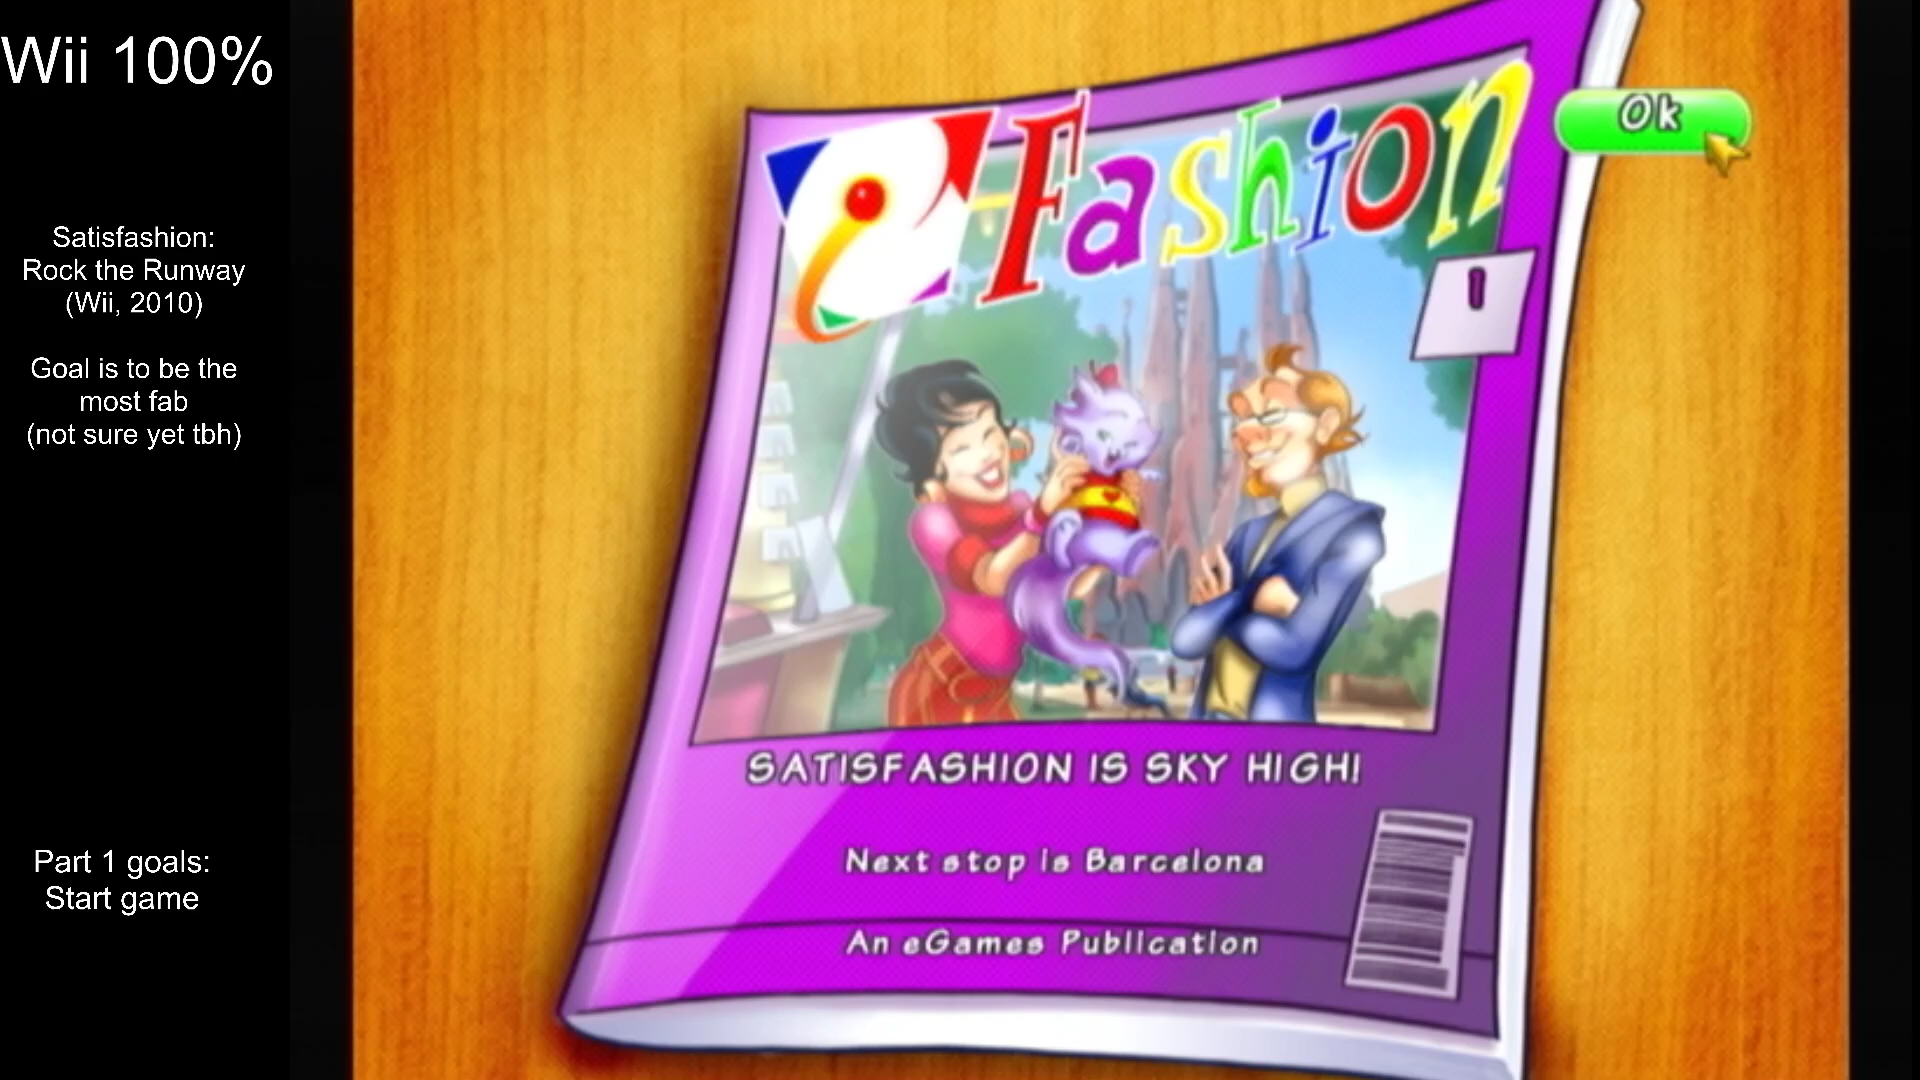 Wii 100%
Satisfashion:
Rock the Runway
(Wii, 2010)
Goal is to be the
most fab
(not sure yet tbh)
Part 1 goals:
Start game
e Fashion
Ok
1
SATISFASHION IS SKY HIGH!
Next stop is Barcelona
An eGames Publication